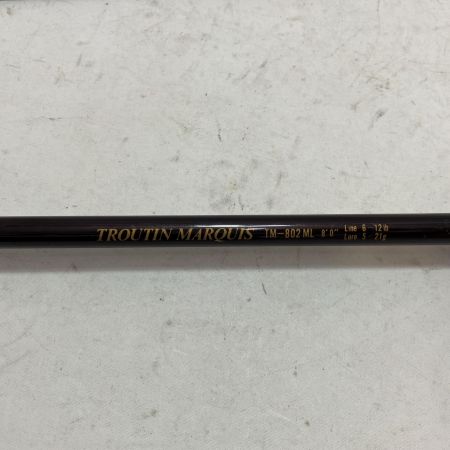 TROUTIN MARQUIS TM-802ML 8'0" Line 6-12lb
Lure 5-21g